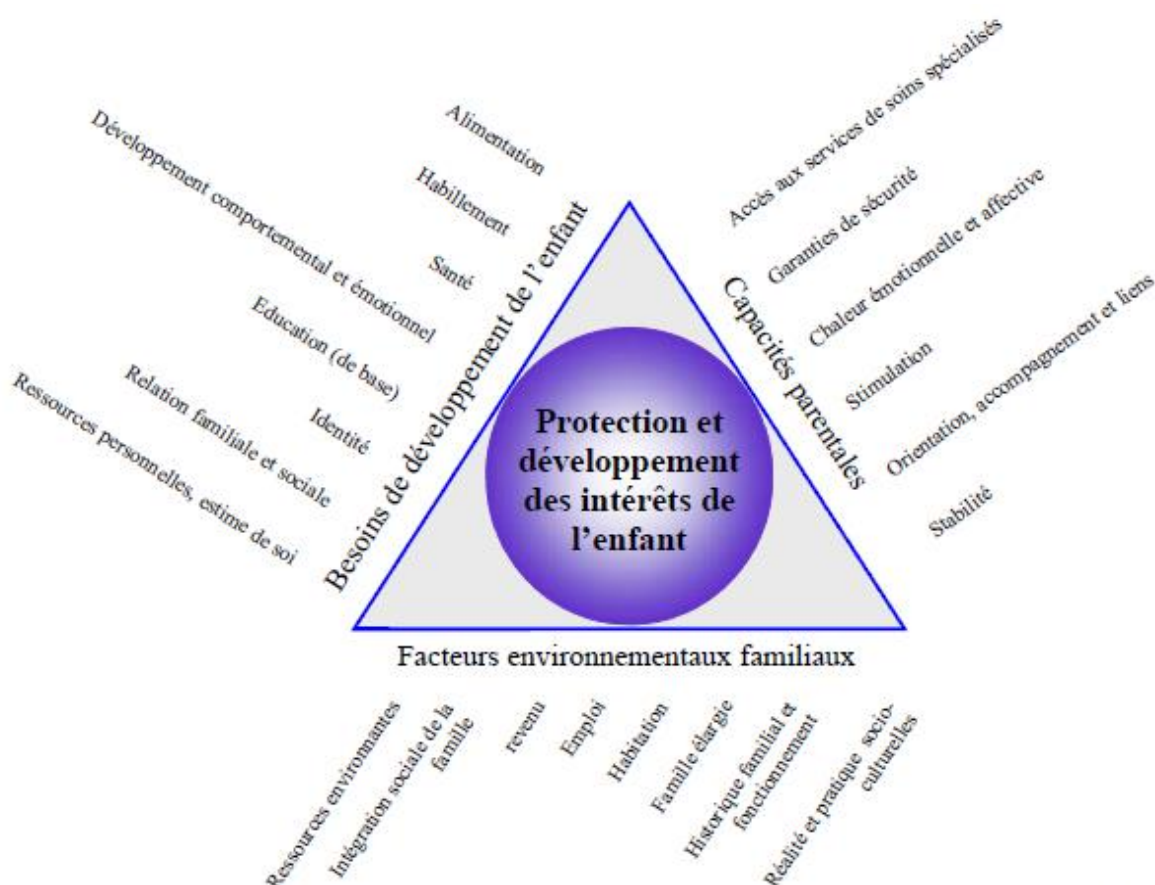 Alimentation
Habillement
Santé
Développement comportemental et émotionnel
Education (de base)
Identité
Relation familiale et sociale
Ressources personnelles, estime de soi
Besoins de développement de l'enfant
Accès aux services de soins spécialisés
Garanties de sécurité
Chaleur émotionnelle et affective
Stimulation
Orientation, accompagnement et liens
Stabilité
Capacités parentales
Protection et
développement
des intérêts de
l'enfant
Facteurs environnementaux familiaux
Ressources environnantes
Intégration sociale de la
famille
revenu
Emploi
Habitation
Famille élargie
Historique familial et
fonctionnement
Réalité et pratique socio-
culturelles